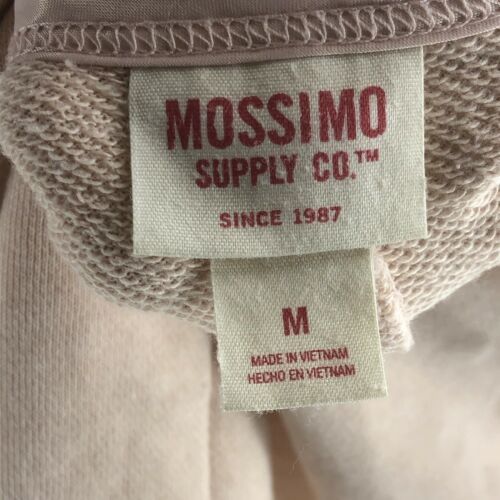 MOSSIMO
SUPPLY CO.™
SINCE 1987
M
MADE IN VIETNAM
HECHO EN VIETNAM